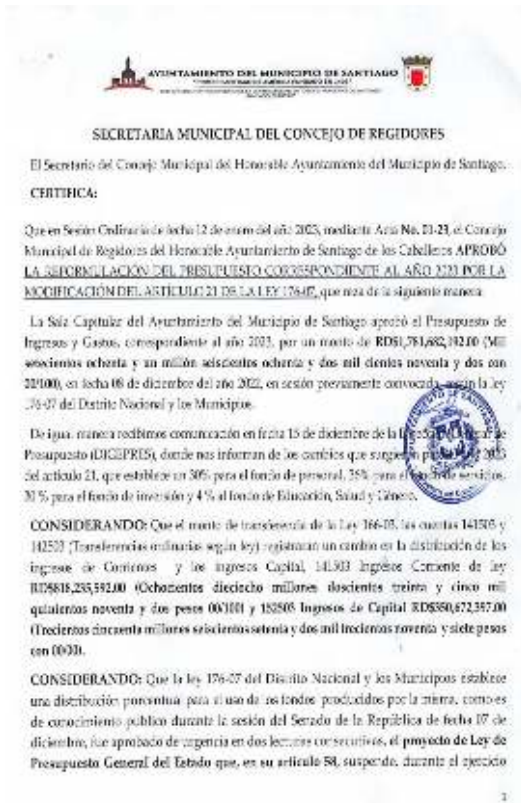 AYUNTAMIENTO DEL MUNICIPIO DE SANTIAGO
SECRETARIA MUNICIPAL DEL CONCEJO DE REGIDORES
El Secretario del Concejo Municipal del Honorable Ayuntamiento del Municipio de Santiago.
CERTIFICA:
Que en Sesión Ordinaria de fecha 12 de enero del año 2023, mediante Acta No. 01-23, el Concejo
Municipal de Regidores del Honorable Ayuntamiento de Santiago de los Caballeros APROBÓ
LA REFORMULACIÓN DEL PRESUPUESTO CORRESPONDIENTE AL AÑO 2023 POR LA
MODIFICACIÓN DEL ARTÍCULO 21 DE LA LEY 176-07, que reza de la siguiente manera:
La Sala Capitular del Ayuntamiento del Municipio de Santiago aprobó el Presupuesto de
Ingresos y Gastos, correspondiente al año 2023, por un monto de RD$1,781,682,192.00 (Mil
setecientos ochenta y un millón seiscientos ochenta y dos mil cientos noventa y dos con
00/100), en fecha 08 de diciembre del año 2022, en sesión previamente convocada, según la ley
176-07 del Distrito Nacional y los Municipios.
De igual manera recibimos comunicación en fecha 15 de diciembre de la de
Presupuesto (DIGEPRES), donde nos informan de los cambios que 2023
del artículo 21, que establece un 30% para el fondo de personal, para el de servicios,
para el fondo de inversión y 4 % al fondo de Educación, Salud y Género.
CONSIDERANDO: Que el monto de transferencia de la Ley 166-03, las cuentas 141503 y
142503 (Transferencias ordinarias según ley) registraran un cambio en la distribución de los
ingresos de Corrientes y los ingresos Capital, 141503 Ingresos Corriente de ley
RD$818,235,592.00 (Ochocientos dieciocho millones doscientos treinta y cinco mil
quinientos noventa y dos pesos 00/100) y 152503 Ingresos de Capital RD$350,672,397.00
(Trecientos cincuenta millones seiscientos setenta y dos mil trecientos noventa y siete pesos
con 00/00).
CONSIDERANDO: Que la ley 176-07 del Distrito Nacional y los Municipios establece
una distribución porcentual para el uso de los fondos producidos por la misma, como es
de conocimiento publico durante la sesión del Senado de la República de fecha 07 de
diciembre, fue aprobado de urgencia en dos lecturas consecutivas, el proyecto de Ley de
Presupuesto General del Estado que, en su artículo 58, suspende, durante el ejercicio
1